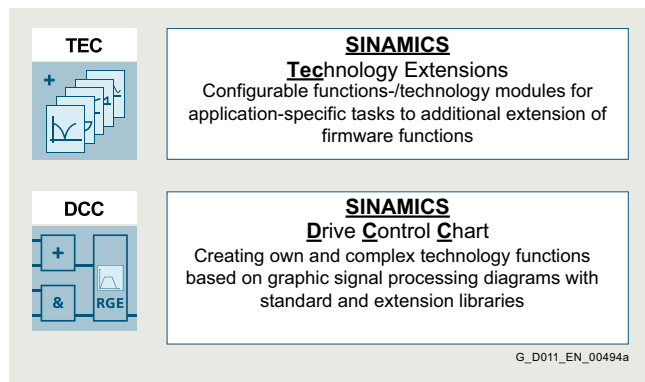 TEC
+
SINAMICS
Technology Extensions
Configurable functions-/technology modules for
application-specific tasks to additional extension of
firmware functions
DCC
+
&
RGE
SINAMICS
Drive Control Chart
Creating own and complex technology functions
based on graphic signal processing diagrams with
standard and extension libraries
G_D011_EN_00494a